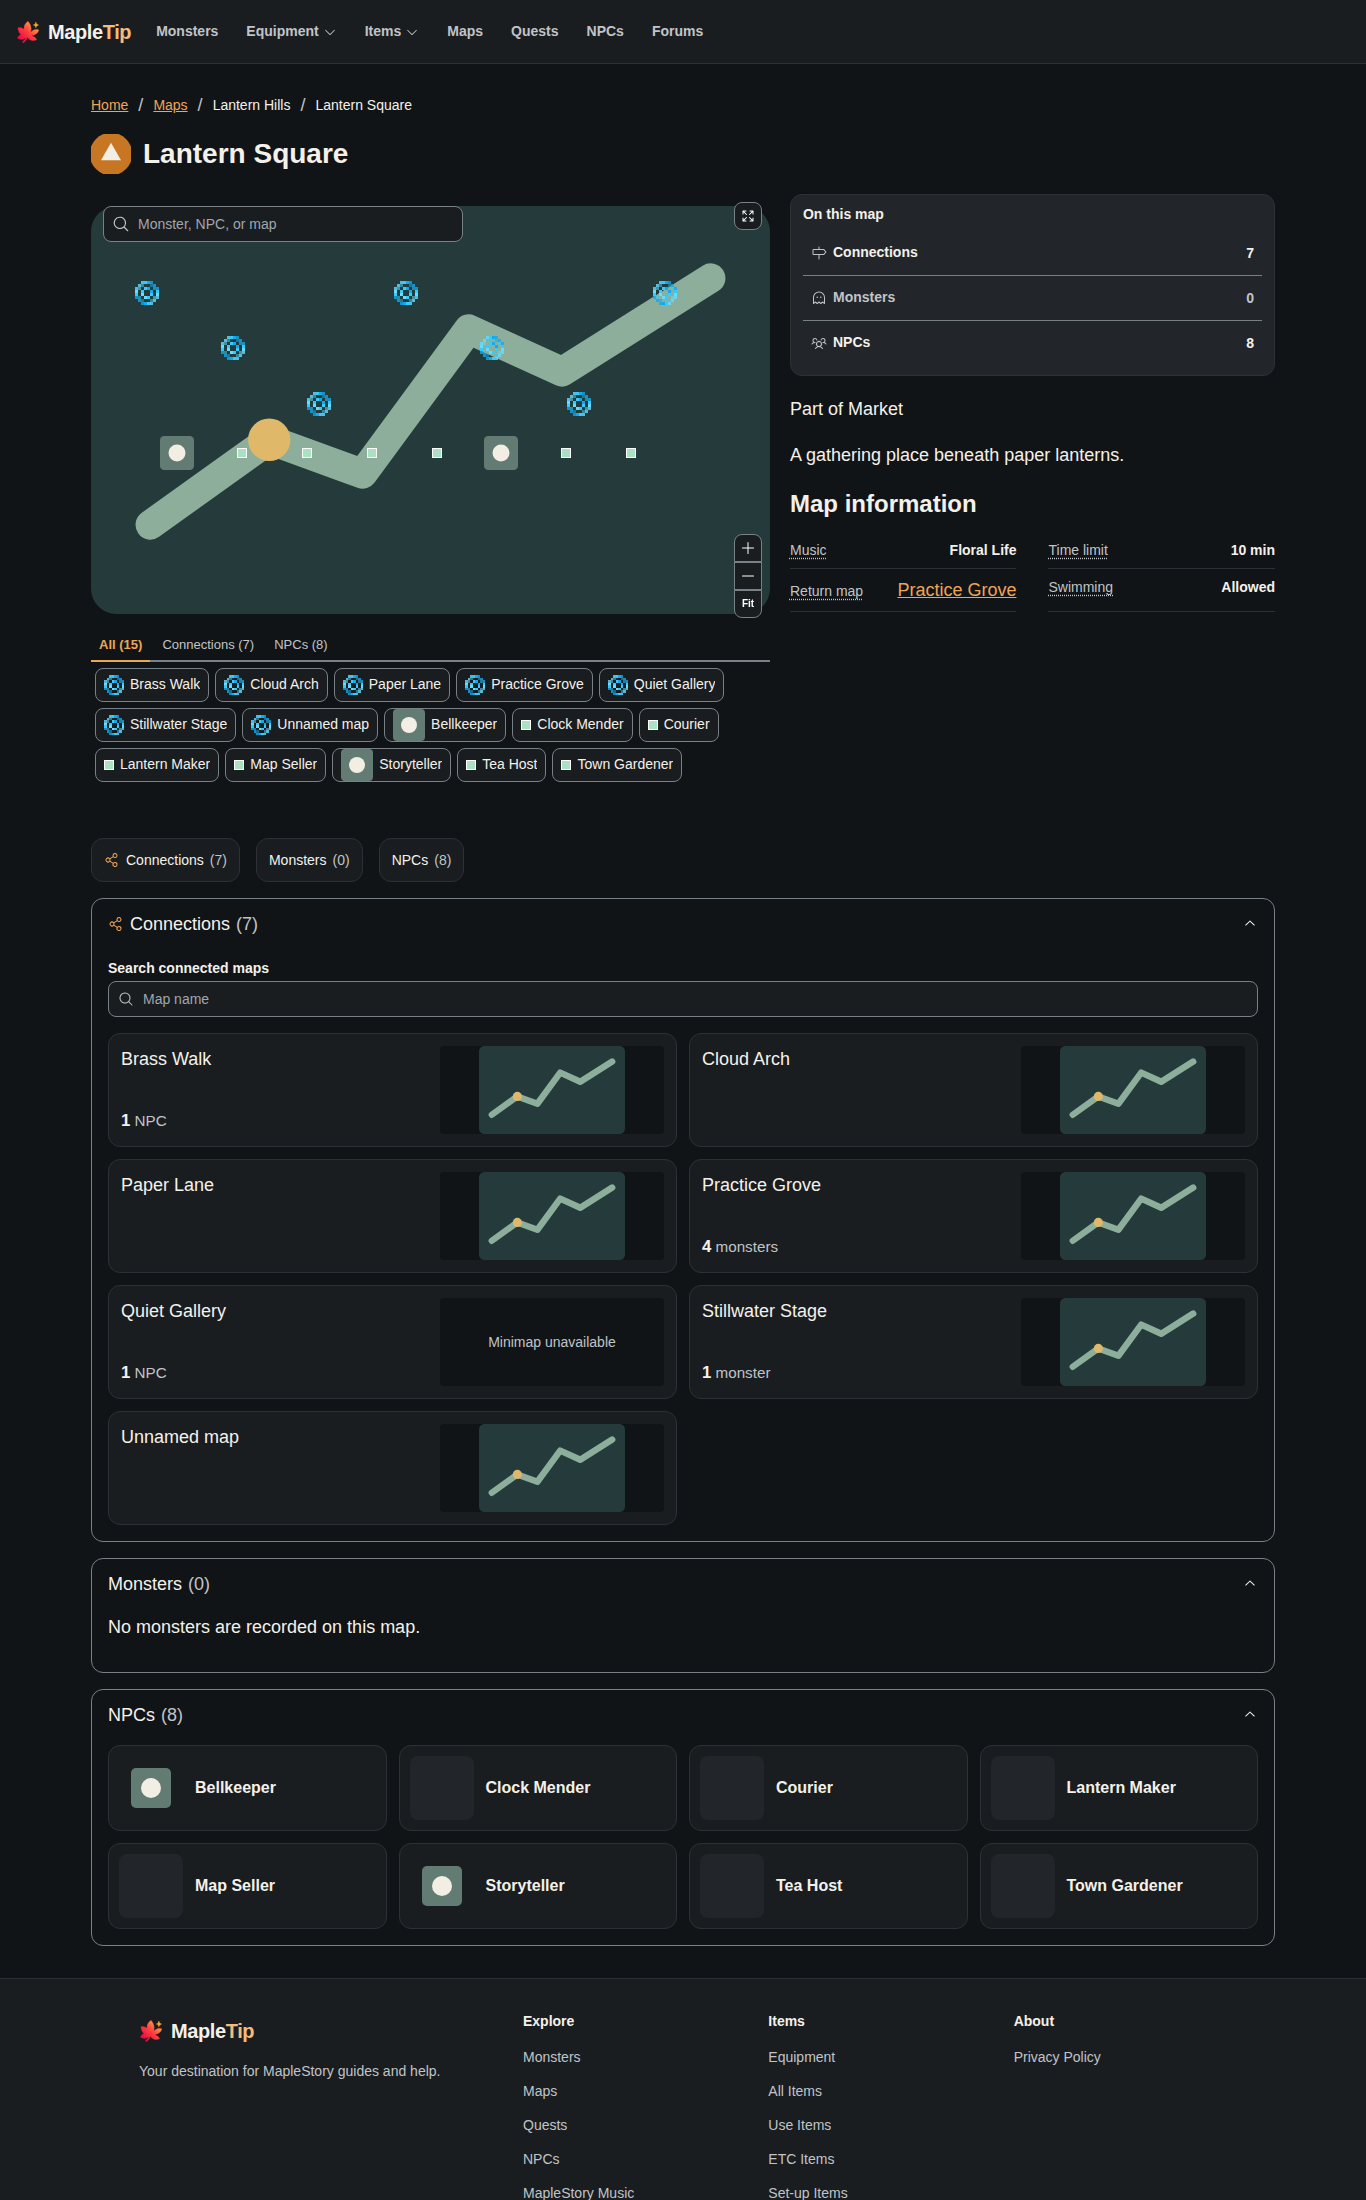 MapleTip Monsters Equipment Items Maps Quests NPCs Forums
Home / Maps / Lantern Hills / Lantern Square
Lantern Square
Monster, NPC, or map
On this map
Connections 7
Monsters 0
NPCs 8
Part of Market
A gathering place beneath paper lanterns.
Map information
Music Floral Life Time limit 10 min
Return map Practice Grove Swimming Allowed
Fit
All (15) Connections (7) NPCs (8)
Brass Walk Cloud Arch Paper Lane Practice Grove Quiet Gallery
Stillwater Stage Unnamed map Bellkeeper Clock Mender Courier
Lantern Maker Map Seller Storyteller Tea Host Town Gardener
Connections (7) Monsters (0) NPCs (8)
Connections (7)
Search connected maps
Map name
Brass Walk
1 NPC
Cloud Arch
Paper Lane
Practice Grove
4 monsters
Quiet Gallery
1 NPC
Minimap unavailable
Stillwater Stage
1 monster
Unnamed map
Monsters (0)
No monsters are recorded on this map.
NPCs (8)
Bellkeeper Clock Mender Courier Lantern Maker
Map Seller Storyteller Tea Host Town Gardener
MapleTip
Your destination for MapleStory guides and help.
Explore
Monsters
Maps
Quests
NPCs
MapleStory Music
Items
Equipment
All Items
Use Items
ETC Items
Set-up Items
About
Privacy Policy